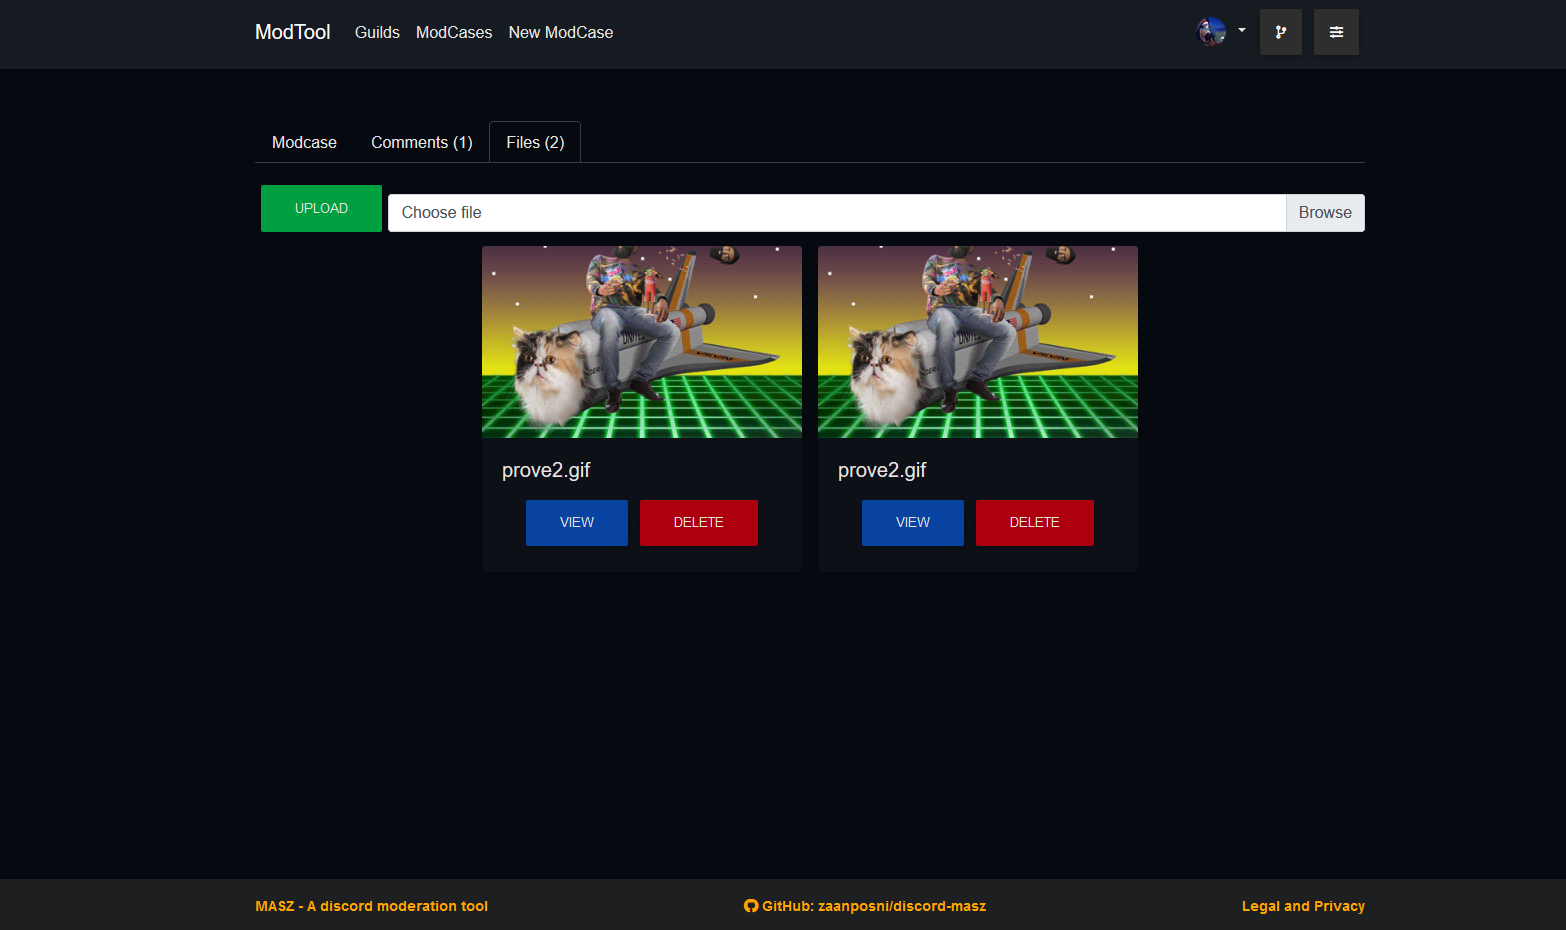 ModTool Guilds ModCases New ModCase
Modcase Comments (1) Files (2)
UPLOAD Choose file Browse
prove2.gif prove2.gif
VIEW DELETE VIEW DELETE
MASZ - A discord moderation tool GitHub: zaanposni/discord-masz Legal and Privacy